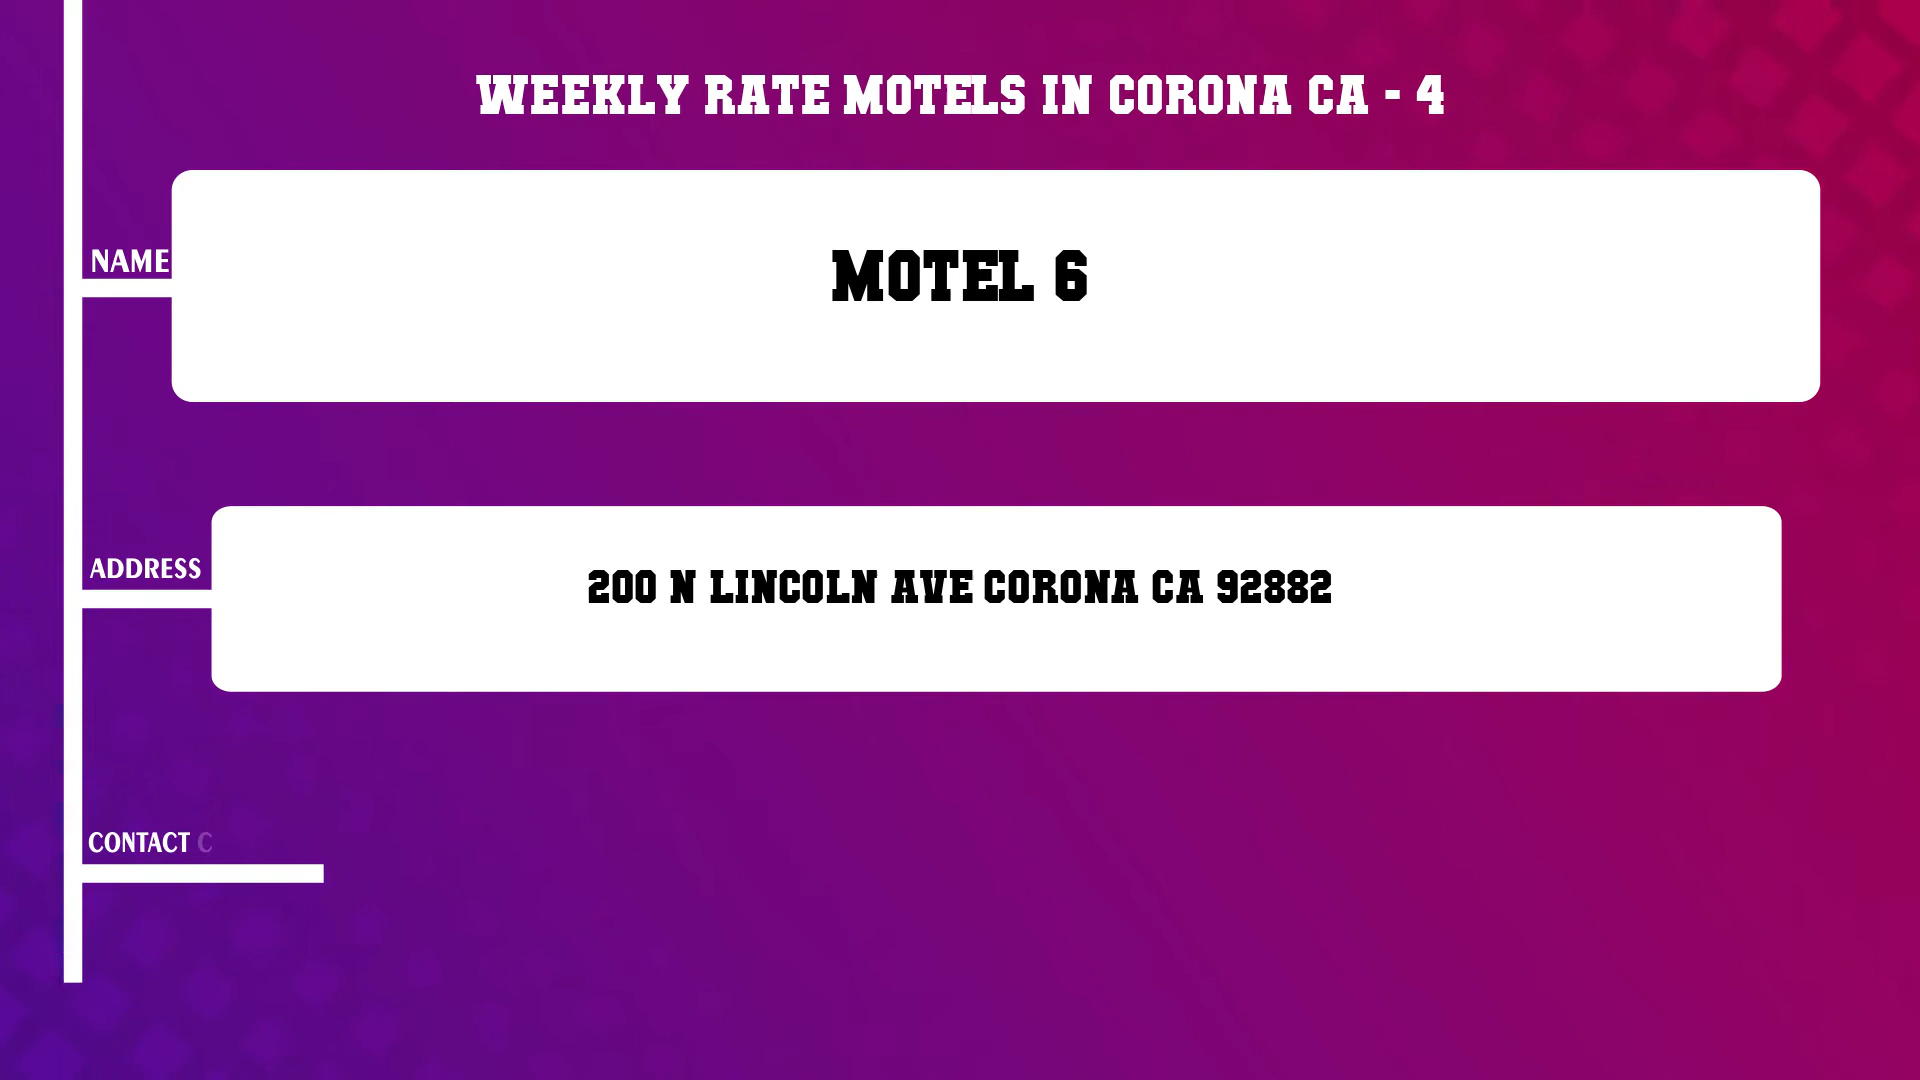 WEEKLY RATE MOTELS IN CORONA CA - 4
NAME
MOTEL 6
ADDRESS
200 N LINCOLN AVE CORONA CA 92882
CONTACT C